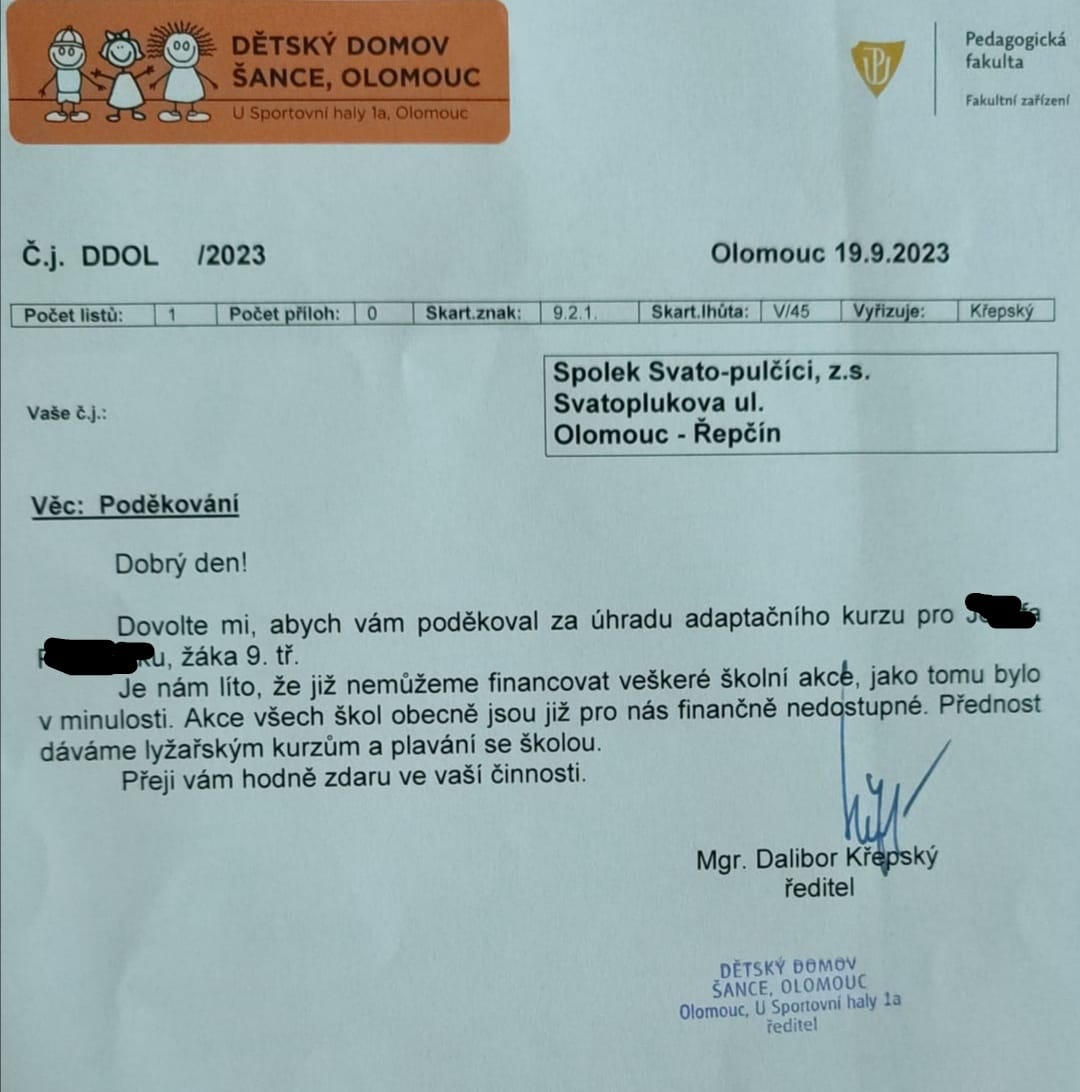 DĚTSKÝ DOMOV
ŠANCE, OLOMOUC
U Sportovní haly 1a, Olomouc
Pedagogická
fakulta
Fakultní zařízení
Č.j. DDOL /2023
Olomouc 19.9.2023
Počet listů: 1 Počet příloh: 0 Skart.znak: 9.2.1. Skart.lhůta: V/45 Vyřizuje: Křepský
Spolek Svato-pulčíci, z.s.
Svatoplukova ul.
Olomouc - Řepčín
Vaše č.j.:
Věc: Poděkování
Dobrý den!
Dovolte mi, abych vám poděkoval za úhradu adaptačního kurzu pro
, žáka 9. tř.
Je nám líto, že již nemůžeme financovat veškeré školní akce, jako tomu bylo
v minulosti. Akce všech škol obecně jsou již pro nás finančně nedostupné. Přednost
dáváme lyžařským kurzům a plavání se školou.
Přeji vám hodně zdaru ve vaší činnosti.
Mgr. Dalibor Křepský
ředitel
DĚTSKÝ DOMOV
ŠANCE, OLOMOUC
Olomouc, U Sportovní haly 1a
ředitel